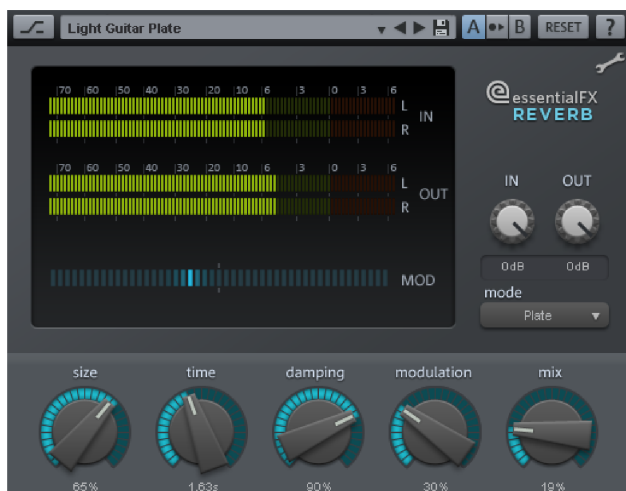 Light Guitar Plate
A B RESET ?
70 60 50 40 30 20 10 6 3 0 3 6
L
R
IN
70 60 50 40 30 20 10 6 3 0 3 6
L
R
OUT
MOD
essentialFX
REVERB
IN OUT
0dB 0dB
mode
Plate
size time damping modulation mix
65% 1.63s 90% 30% 19%